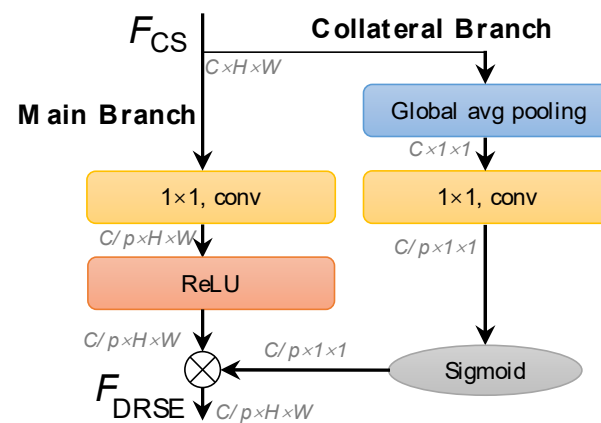 F_CS
Collateral Branch
C×H×W
Main Branch
Global avg pooling
C×1×1
1×1, conv
1×1, conv
C/p×H×W
C/p×1×1
ReLU
C/p×H×W
C/p×1×1
Sigmoid
F_DRSE
C/p×H×W